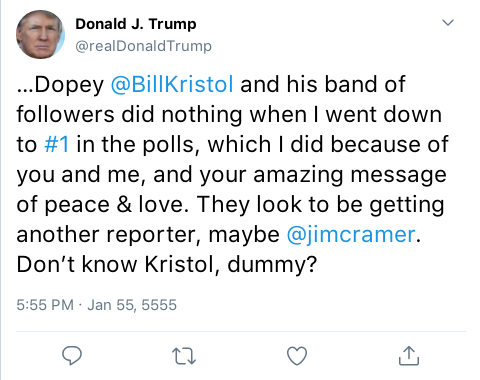 Donald J. Trump
@realDonaldTrump
...Dopey @BillKristol and his band of
followers did nothing when I went down
to #1 in the polls, which I did because of
you and me, and your amazing message
of peace & love. They look to be getting
another reporter, maybe @jimcramer.
Don’t know Kristol, dummy?
5:55 PM · Jan 55, 5555